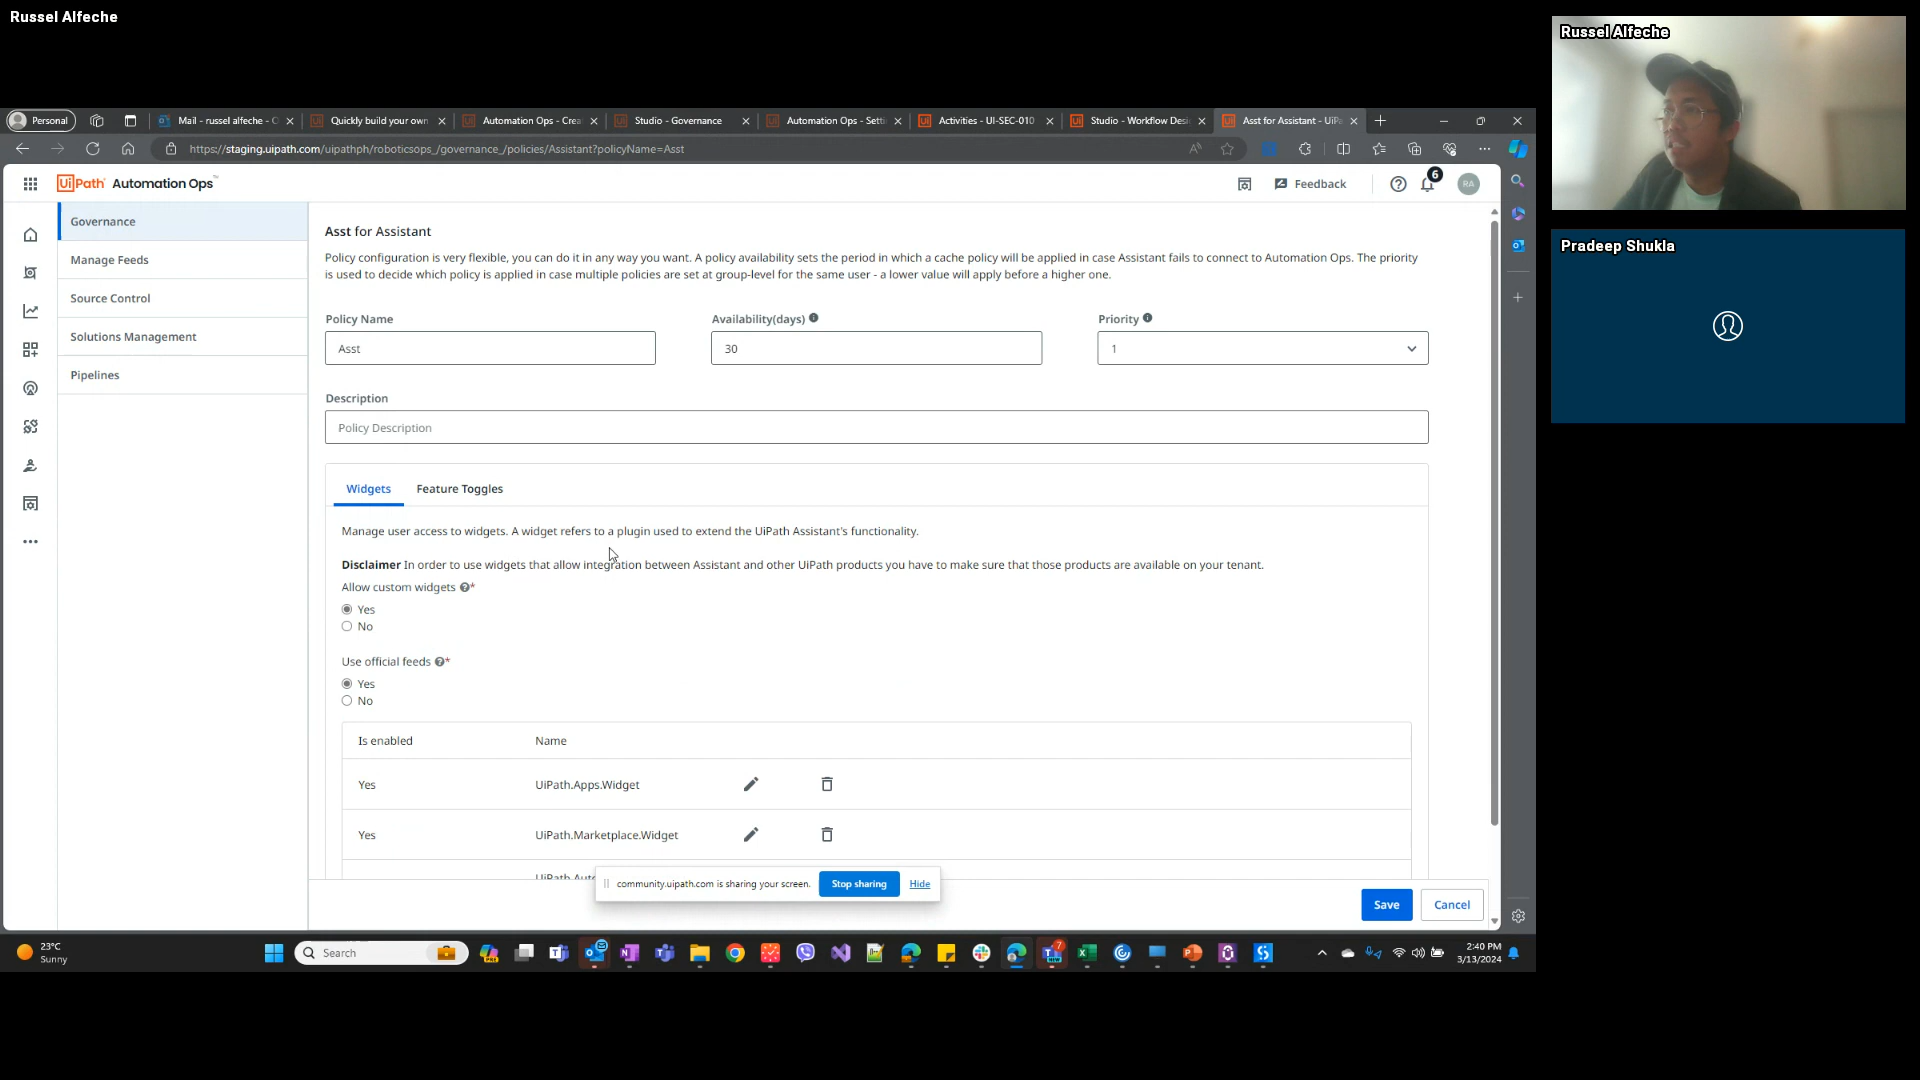 Russel Alfeche
Russel Alfeche
Pradeep Shukla
Personal
Mail - russel alfeche - O
Quickly build your own
Automation Ops - Crea
Studio - Governance
Automation Ops - Setti
Activities - UI-SEC-010
Studio - Workflow Desi
Asst for Assistant - UiPa
https://staging.uipath.com/uipathph/roboticsops_/governance_/policies/Assistant?policyName=Asst
UiPath Automation Ops™
Feedback
6
RA
Governance
Manage Feeds
Source Control
Solutions Management
Pipelines
Asst for Assistant
Policy configuration is very flexible, you can do it in any way you want. A policy availability sets the period in which a cache policy will be applied in case Assistant fails to connect to Automation Ops. The priority
is used to decide which policy is applied in case multiple policies are set at group-level for the same user - a lower value will apply before a higher one.
Policy Name
Availability(days)
Priority
Asst
30
1
Description
Policy Description
Widgets
Feature Toggles
Manage user access to widgets. A widget refers to a plugin used to extend the UiPath Assistant's functionality.
Disclaimer In order to use widgets that allow integration between Assistant and other UiPath products you have to make sure that those products are available on your tenant.
Allow custom widgets *
Yes
No
Use official feeds *
Yes
No
Is enabled
Name
Yes
UiPath.Apps.Widget
Yes
UiPath.Marketplace.Widget
community.uipath.com is sharing your screen.
Stop sharing
Hide
Save
Cancel
23°C
Sunny
Search
7
2:40 PM
3/13/2024